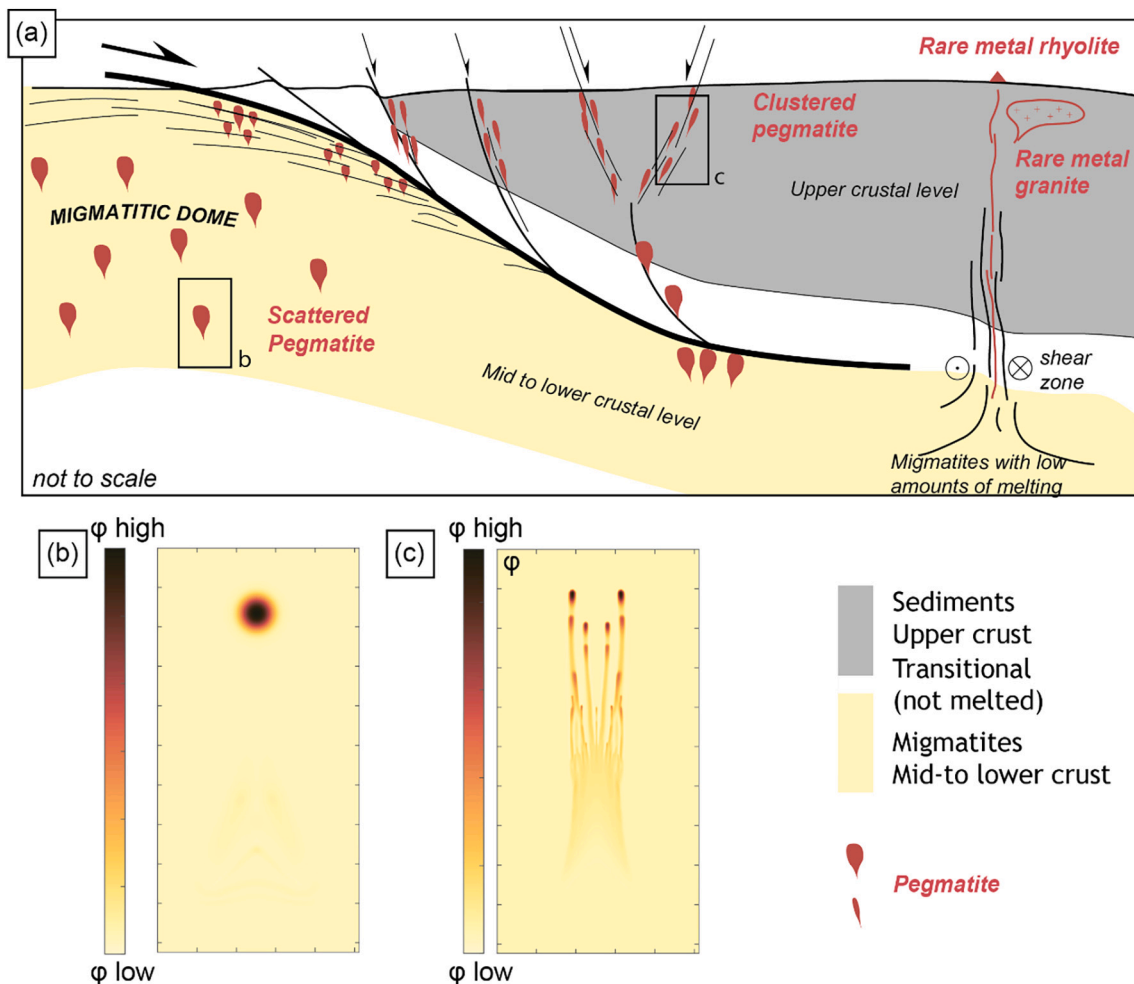 (a)
Rare metal rhyolite
Clustered
pegmatite
c
Rare metal
granite
Upper crustal level
MIGMATITIC DOME
Scattered
Pegmatite
b
Mid to lower crustal level
shear
zone
Migmatites with low
amounts of melting
not to scale
φ high
(b)
φ low
φ high
(c)
φ
φ low
Sediments
Upper crust
Transitional
(not melted)
Migmatites
Mid-to lower crust
Pegmatite